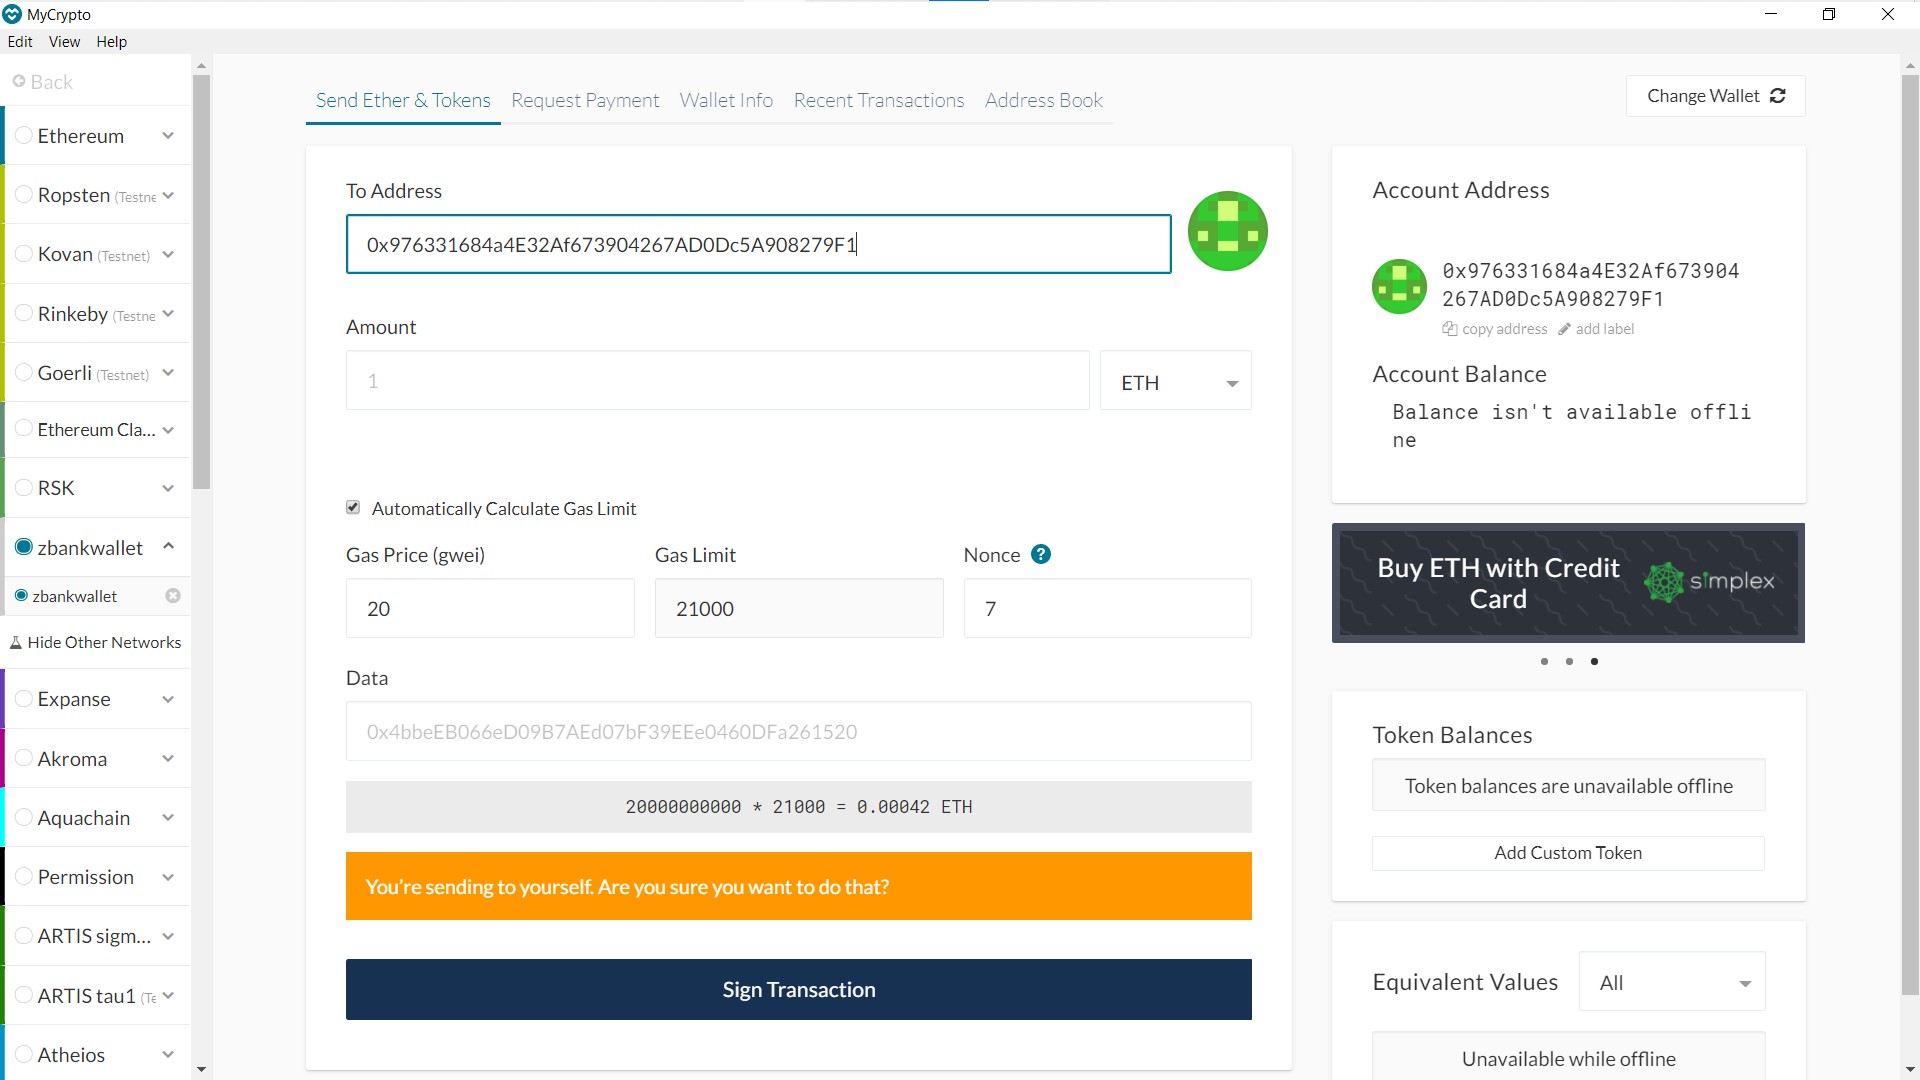 MyCrypto
Edit View Help
Back
Ethereum
Ropsten (Testne
Kovan (Testnet)
Rinkeby (Testne
Goerli (Testnet)
Ethereum Cla...
RSK
zbankwallet
zbankwallet
Hide Other Networks
Expanse
Akroma
Aquachain
Permission
ARTIS sigm...
ARTIS tau1 (Te
Atheios
Send Ether & Tokens Request Payment Wallet Info Recent Transactions Address Book
Change Wallet
To Address
0x976331684a4E32Af673904267AD0Dc5A908279F1
Amount
1
ETH
Automatically Calculate Gas Limit
Gas Price (gwei) Gas Limit Nonce ?
20 21000 7
Data
0x4bbeEB066eD09B7AEd07bF39EEe0460DFa261520
20000000000 * 21000 = 0.00042 ETH
You're sending to yourself. Are you sure you want to do that?
Sign Transaction
Account Address
0x976331684a4E32Af673904
267AD0Dc5A908279F1
copy address add label
Account Balance
Balance isn't available offli
ne
Buy ETH with Credit
Card
simplex
Token Balances
Token balances are unavailable offline
Add Custom Token
Equivalent Values All
Unavailable while offline